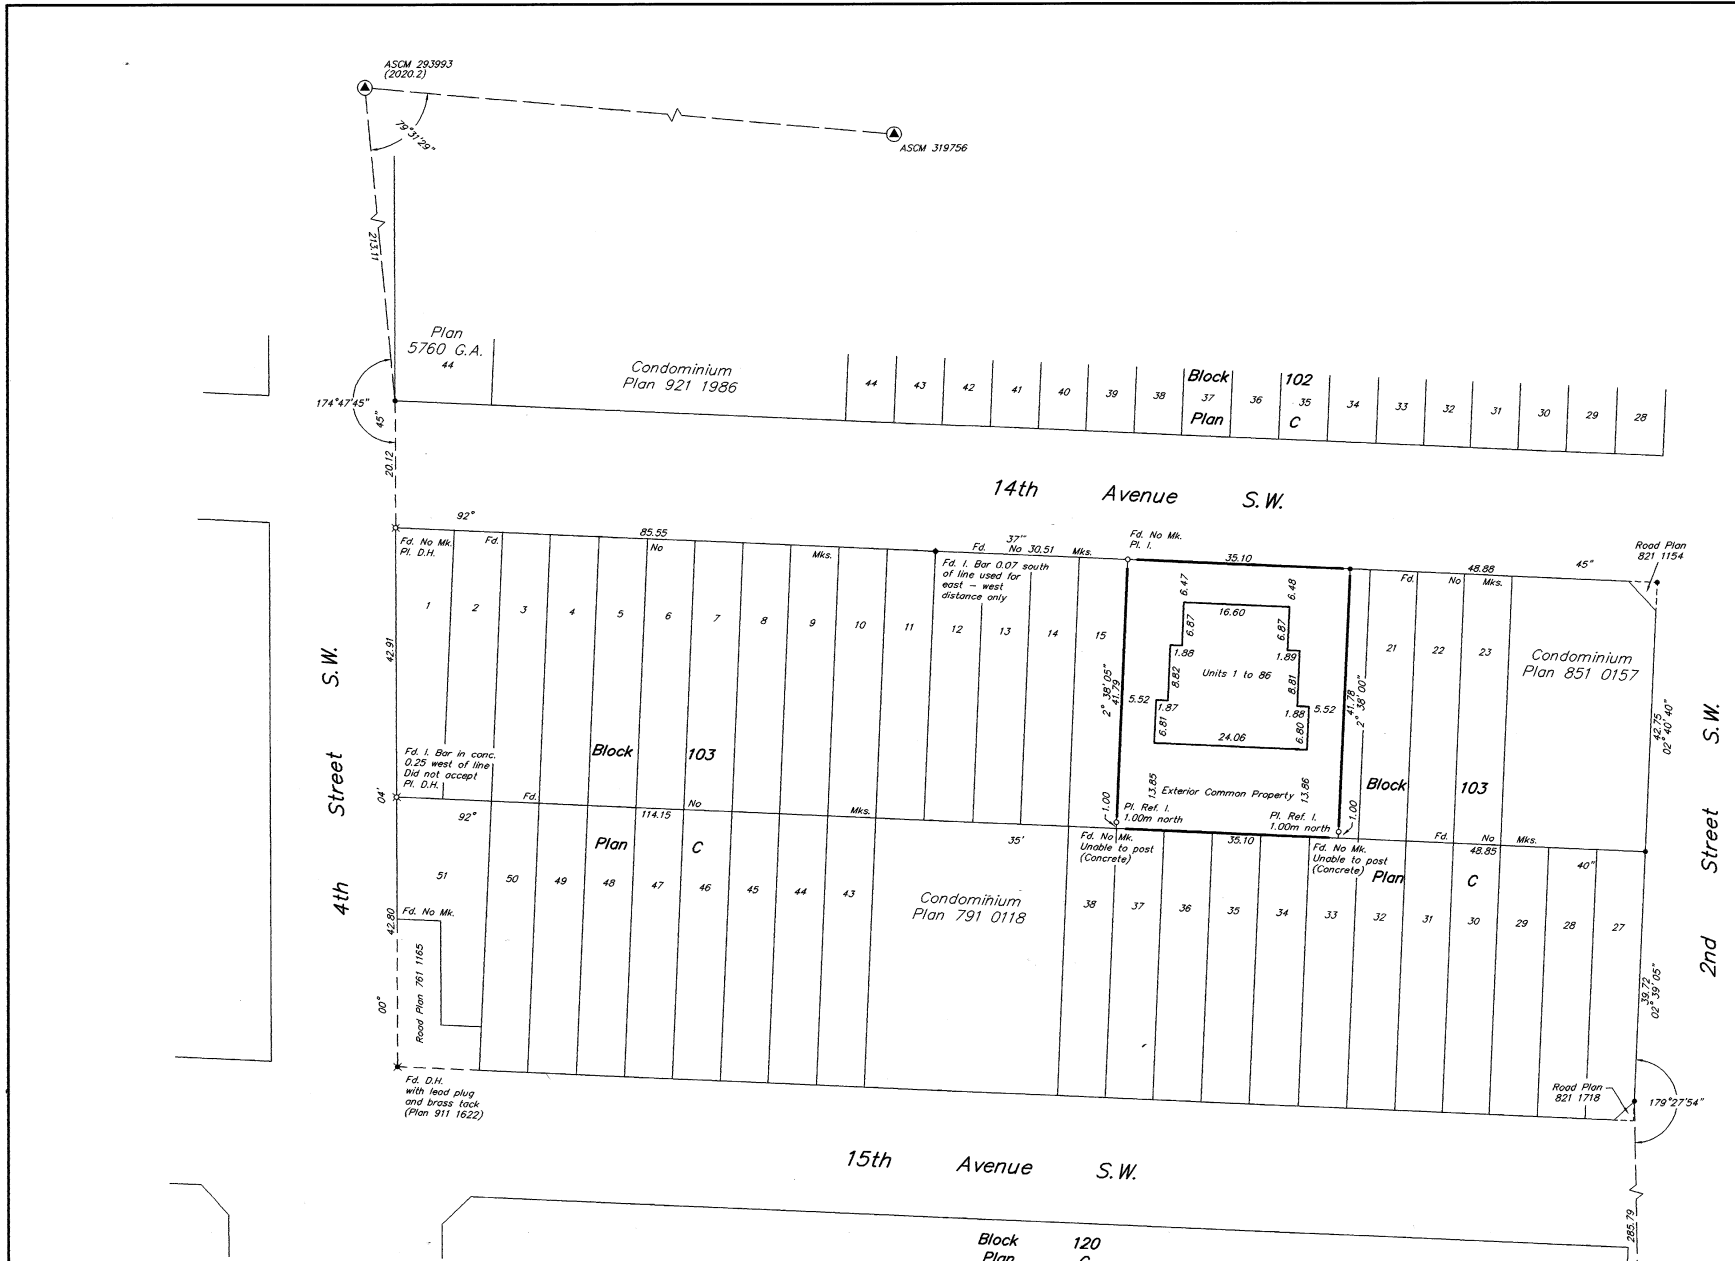 ASCM 293993
(2020.2)
79°31'29"
ASCM 319756
213.11
Plan
5760 G.A.
44
Condominium
Plan 921 1986
44 43 42 41 40 39 38
Block 102
37 36 35 34 33 32 31 30 29 28
Plan C
174°47'45"
45"
20.12
14th Avenue S.W.
92°
85.55
37"
Fd. No Mk.
Pl. D.H.
Fd. No Mks.
Fd. No 30.51 Mks.
Fd. No Mk.
Pl. I.
35.10
48.88
45"
Road Plan
821 1154
Fd. I. Bar 0.07 south
of line used for
east – west
distance only
Fd. No Mks.
1 2 3 4 5 6 7 8 9 10 11 12 13 14 15
21 22 23
Condominium
Plan 851 0157
42.91
4th Street S.W.
2nd Street S.W.
6.47
6.48
16.60
6.87
6.87
1.88
1.89
Units 1 to 86
8.82
8.81
5.52
1.87
1.88
5.52
6.81
6.80
24.06
2° 38' 05"
41.79
41.78
2° 38' 00"
42.75
02° 40' 40"
13.85
13.86
Exterior Common Property
1.00
1.00
Pl. Ref. I.
1.00m north
Pl. Ref. I.
1.00m north
Block 103
Block 103
Fd. I. Bar in conc.
0.25 west of line
Did not accept
Pl. D.H.
04'
Fd. No Mks.
92°
114.15
35'
Fd. No Mk.
Unable to post
(Concrete)
35.10
Fd. No Mk.
Unable to post
(Concrete)
Fd. No Mks.
48.85
40"
Plan C
Plan C
51 50 49 48 47 46 45 44 43
Condominium
Plan 791 0118
38 37 36 35 34 33 32 31 30 29 28 27
Fd. No Mk.
42.80
Road Plan 761 1165
00°
39.72
02° 39' 05"
Fd. D.H.
with lead plug
and brass tack
(Plan 911 1622)
Road Plan
821 1718
179°27'54"
15th Avenue S.W.
285.79
Block 120
Plan C